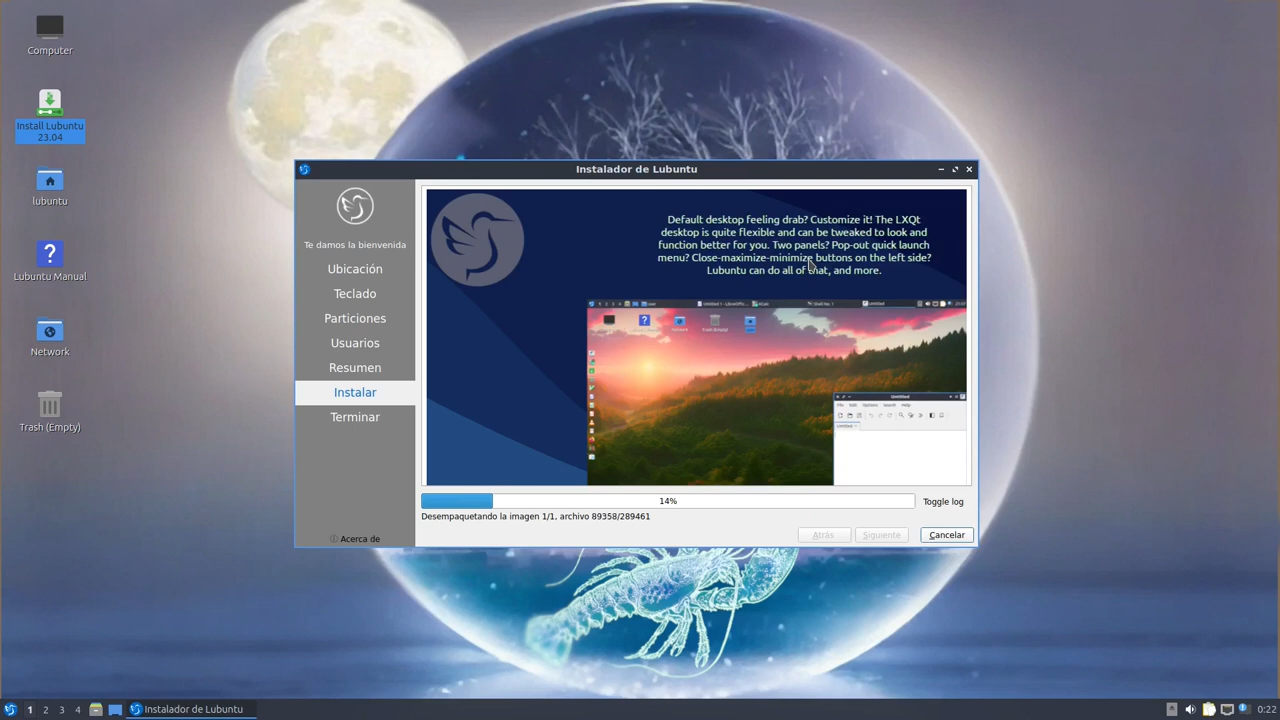 Computer
Install Lubuntu
23.04
lubuntu
Lubuntu Manual
Network
Trash (Empty)
Instalador de Lubuntu
Te damos la bienvenida
Ubicación
Teclado
Particiones
Usuarios
Resumen
Instalar
Terminar
Acerca de
Default desktop feeling drab? Customize it! The LXQt
desktop is quite flexible and can be tweaked to look and
function better for you. Two panels? Pop-out quick launch
menu? Close-maximize-minimize buttons on the left side?
Lubuntu can do all of that, and more.
14%
Toggle log
Desempaquetando la imagen 1/1, archivo 89358/289461
Atrás
Siguiente
Cancelar
1 2 3 4
Instalador de Lubuntu
0:22